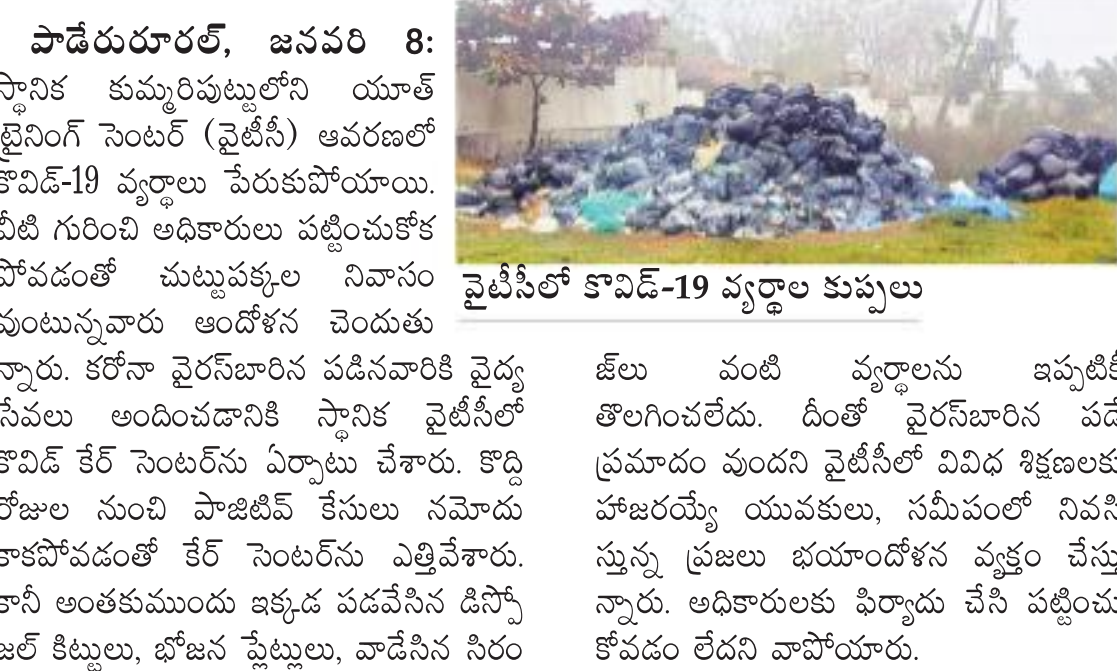 పాడేరురూరల్, జనవరి 8:
స్థానిక కుమ్మరిపుట్టులోని యూత్
ట్రైనింగ్ సెంటర్ (వైటీసీ) ఆవరణలో
కొవిడ్-19 వ్యర్థాలు పేరుకుపోయాయి.
వీటి గురించి అధికారులు పట్టించుకోక
పోవడంతో చుట్టుపక్కల నివాసం
వుంటున్నవారు ఆందోళన చెందుతు
న్నారు. కరోనా వైరస్‌బారిన పడినవారికి వైద్య
సేవలు అందించడానికి స్థానిక వైటీసీలో
కొవిడ్ కేర్ సెంటర్‌ను ఏర్పాటు చేశారు. కొద్ది
రోజుల నుంచి పాజిటివ్ కేసులు నమోదు
కాకపోవడంతో కేర్ సెంటర్‌ను ఎత్తివేశారు.
కానీ అంతకుముందు ఇక్కడ పడవేసిన డిస్పో
జల్ కిట్టులు, భోజన ప్లేట్లులు, వాడేసిన సిరం
వైటీసీలో కొవిడ్-19 వ్యర్థాల కుప్పలు
జ్‌లు వంటి వ్యర్థాలను ఇప్పటికీ
తొలగించలేదు. దీంతో వైరస్‌బారిన పడే
ప్రమాదం వుందని వైటీసీలో వివిధ శిక్షణలకు
హాజరయ్యే యువకులు, సమీపంలో నివసి
స్తున్న ప్రజలు భయాందోళన వ్యక్తం చేస్తు
న్నారు. అధికారులకు ఫిర్యాదు చేసి పట్టించు
కోవడం లేదని వాపోయారు.